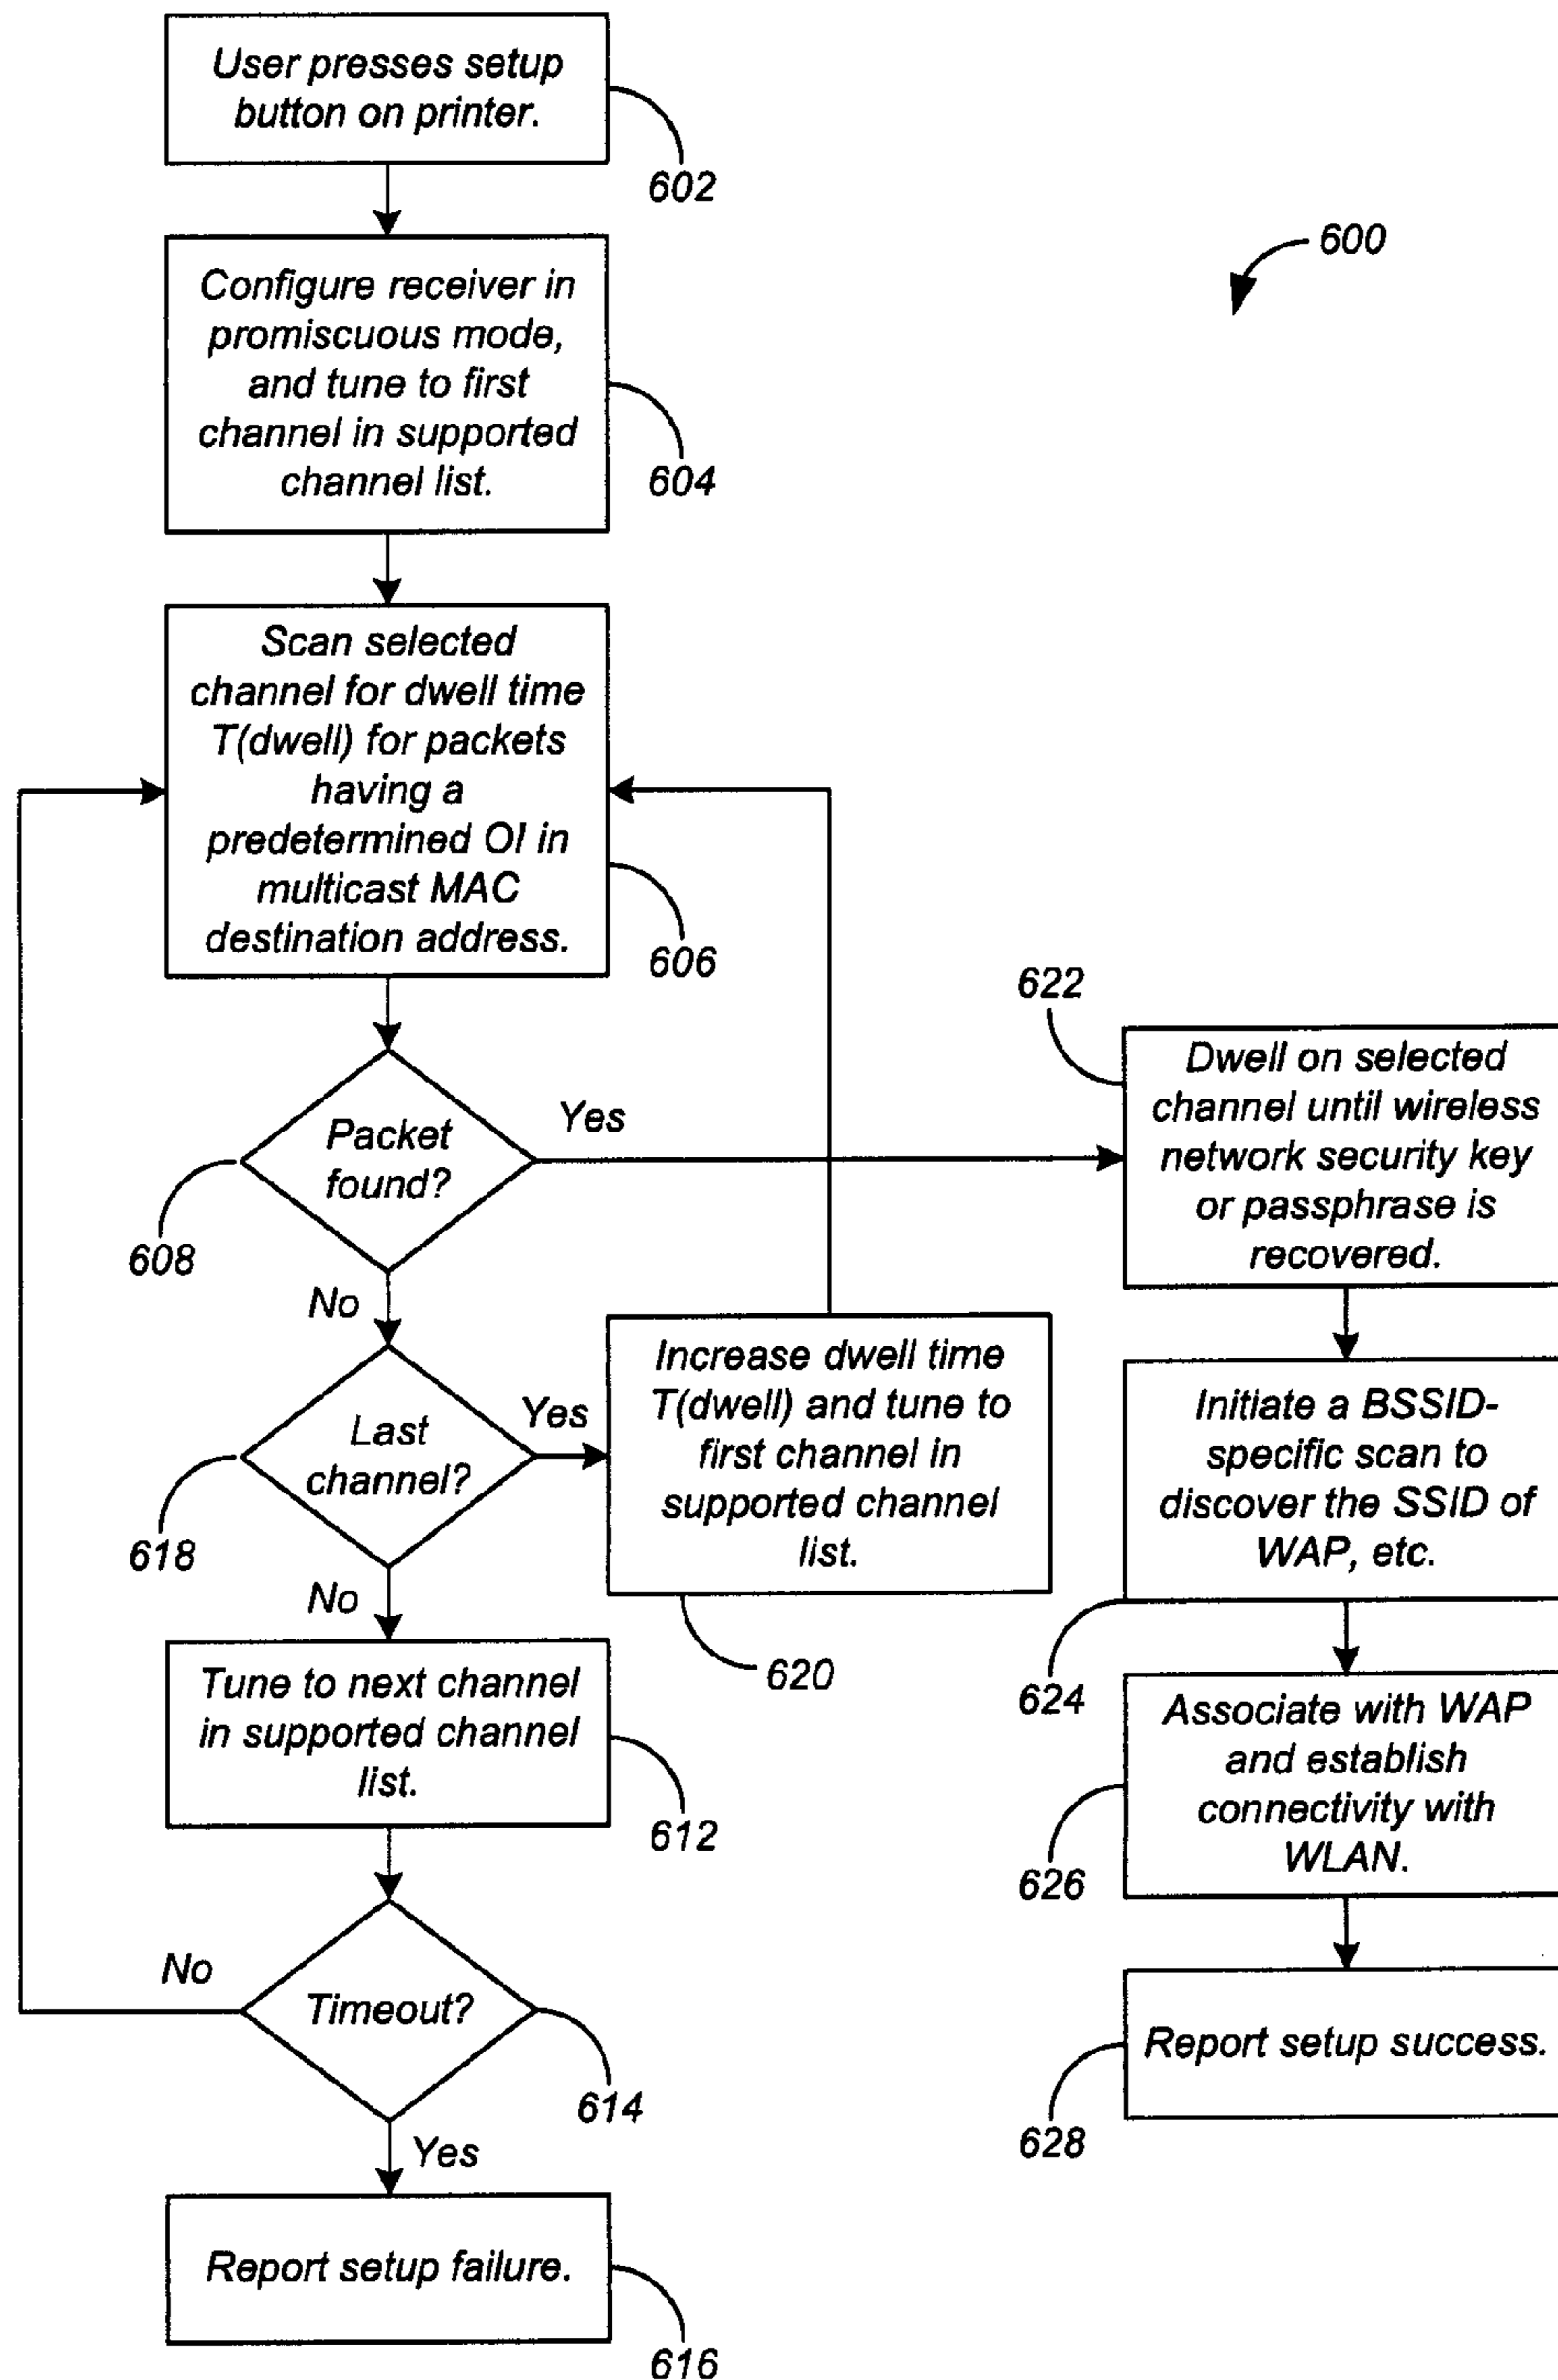 User presses setup
button on printer.
602
600
Configure receiver in
promiscuous mode,
and tune to first
channel in supported
channel list.
604
Scan selected
channel for dwell time
T(dwell) for packets
having a
predetermined OI in
multicast MAC
destination address.
606
Packet
found?
608
Yes
No
622
Dwell on selected
channel until wireless
network security key
or passphrase is
recovered.
Last
channel?
618
Yes
No
Increase dwell time
T(dwell) and tune to
first channel in
supported channel
list.
620
Initiate a BSSID-
specific scan to
discover the SSID of
WAP, etc.
624
Tune to next channel
in supported channel
list.
612
Associate with WAP
and establish
connectivity with
WLAN.
626
Timeout?
614
No
Yes
Report setup success.
628
Report setup failure.
616